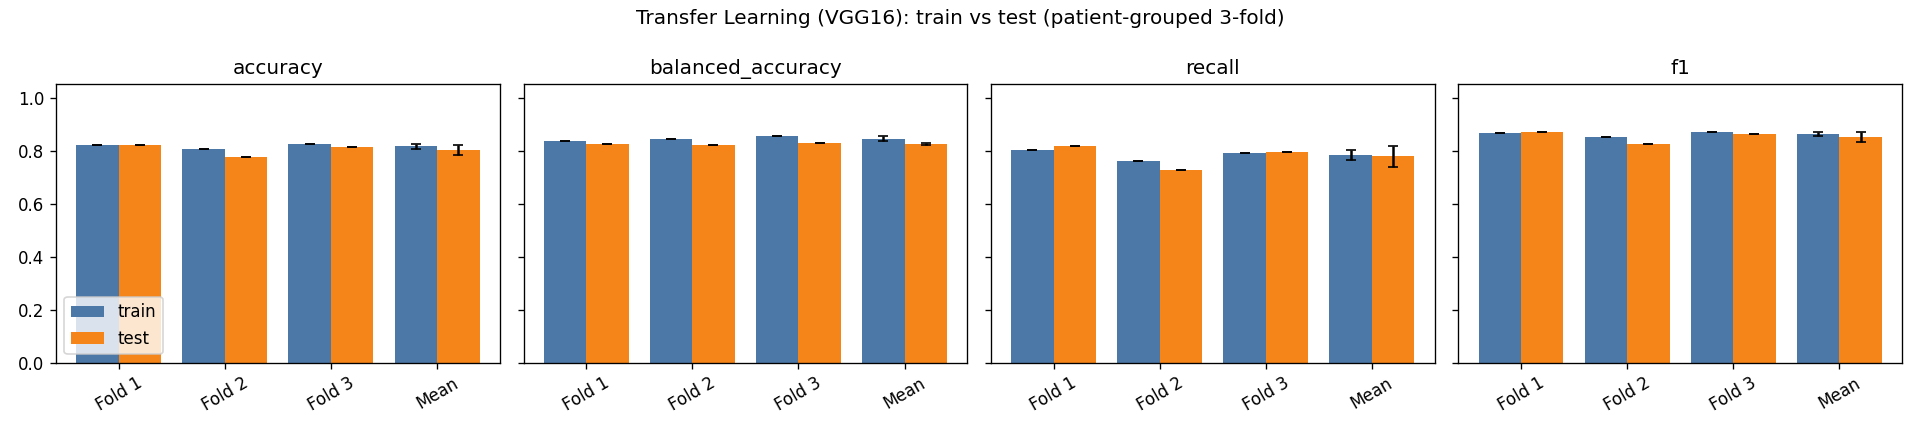 Transfer Learning (VGG16): train vs test (patient-grouped 3-fold)
accuracy
1.0
0.8
0.6
0.4
0.2
0.0
train
test
Fold 1 Fold 2 Fold 3 Mean
balanced_accuracy
Fold 1 Fold 2 Fold 3 Mean
recall
Fold 1 Fold 2 Fold 3 Mean
f1
Fold 1 Fold 2 Fold 3 Mean